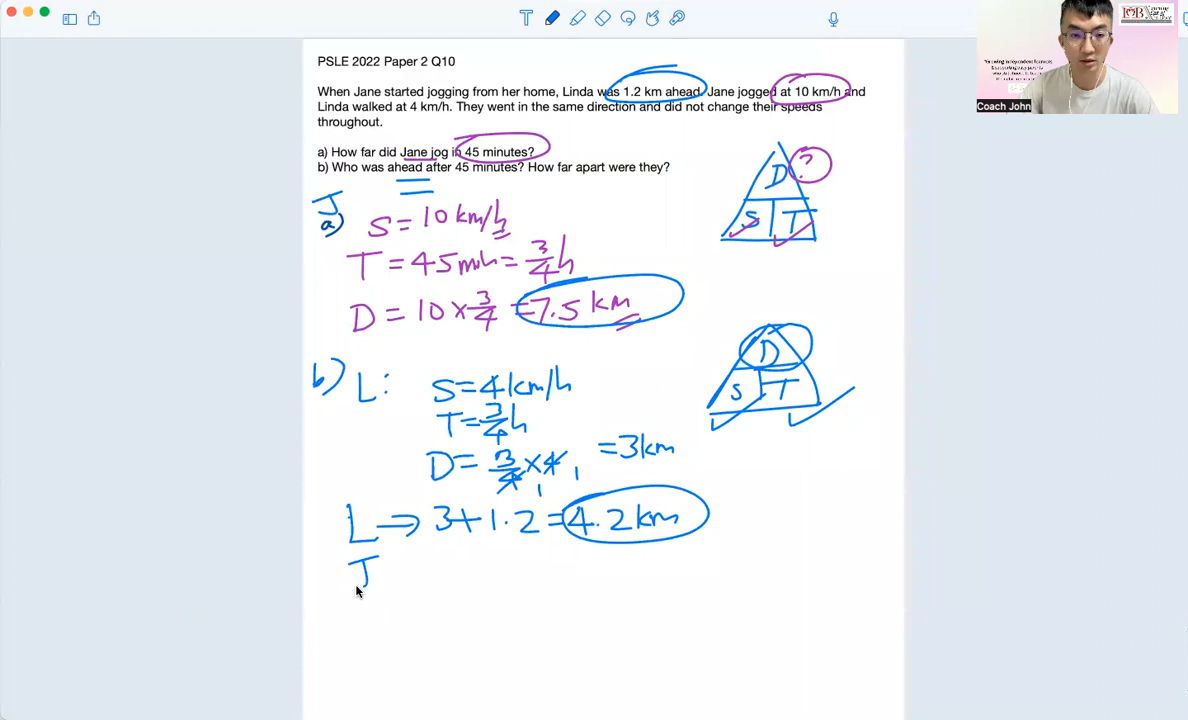 PSLE 2022 Paper 2 Q10
When Jane started jogging from her home, Linda was 1.2 km ahead. Jane jogged at 10 km/h and
Linda walked at 4 km/h. They went in the same direction and did not change their speeds
throughout.
a) How far did Jane jog in 45 minutes?
b) Who was ahead after 45 minutes? How far apart were they?
D ?
S T
J
a) S = 10 km/h
T = 45 min = 3/4 h
D = 10 × 3/4 = 7.5 km
D
S T
b) L: S = 4 km/h
T = 3/4 h
D = 3/4 × 4 = 3 km
1 1
L ⇒ 3 + 1.2 = 4.2 km
J
Coach John